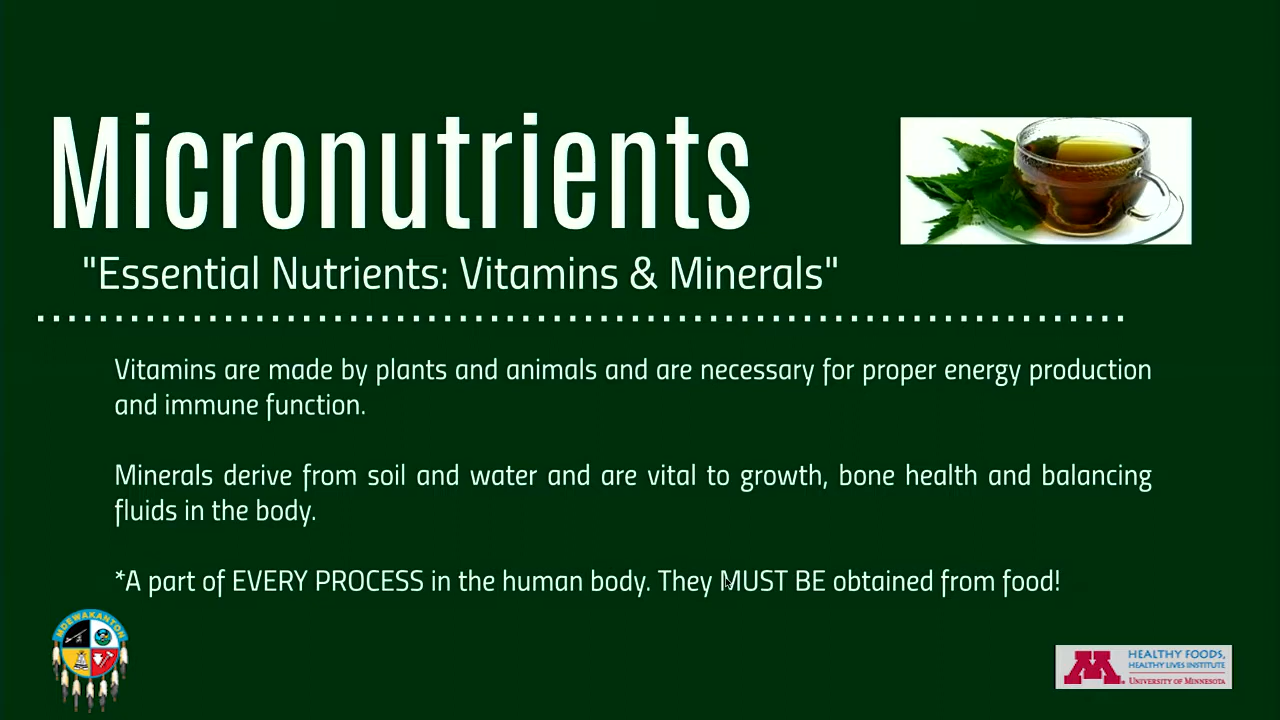 Micronutrients
"Essential Nutrients: Vitamins & Minerals"
Vitamins are made by plants and animals and are necessary for proper energy production
and immune function.
Minerals derive from soil and water and are vital to growth, bone health and balancing
fluids in the body.
*A part of EVERY PROCESS in the human body. They MUST BE obtained from food!
MDEWAKANTON
M
HEALTHY FOODS,
HEALTHY LIVES INSTITUTE
UNIVERSITY OF MINNESOTA